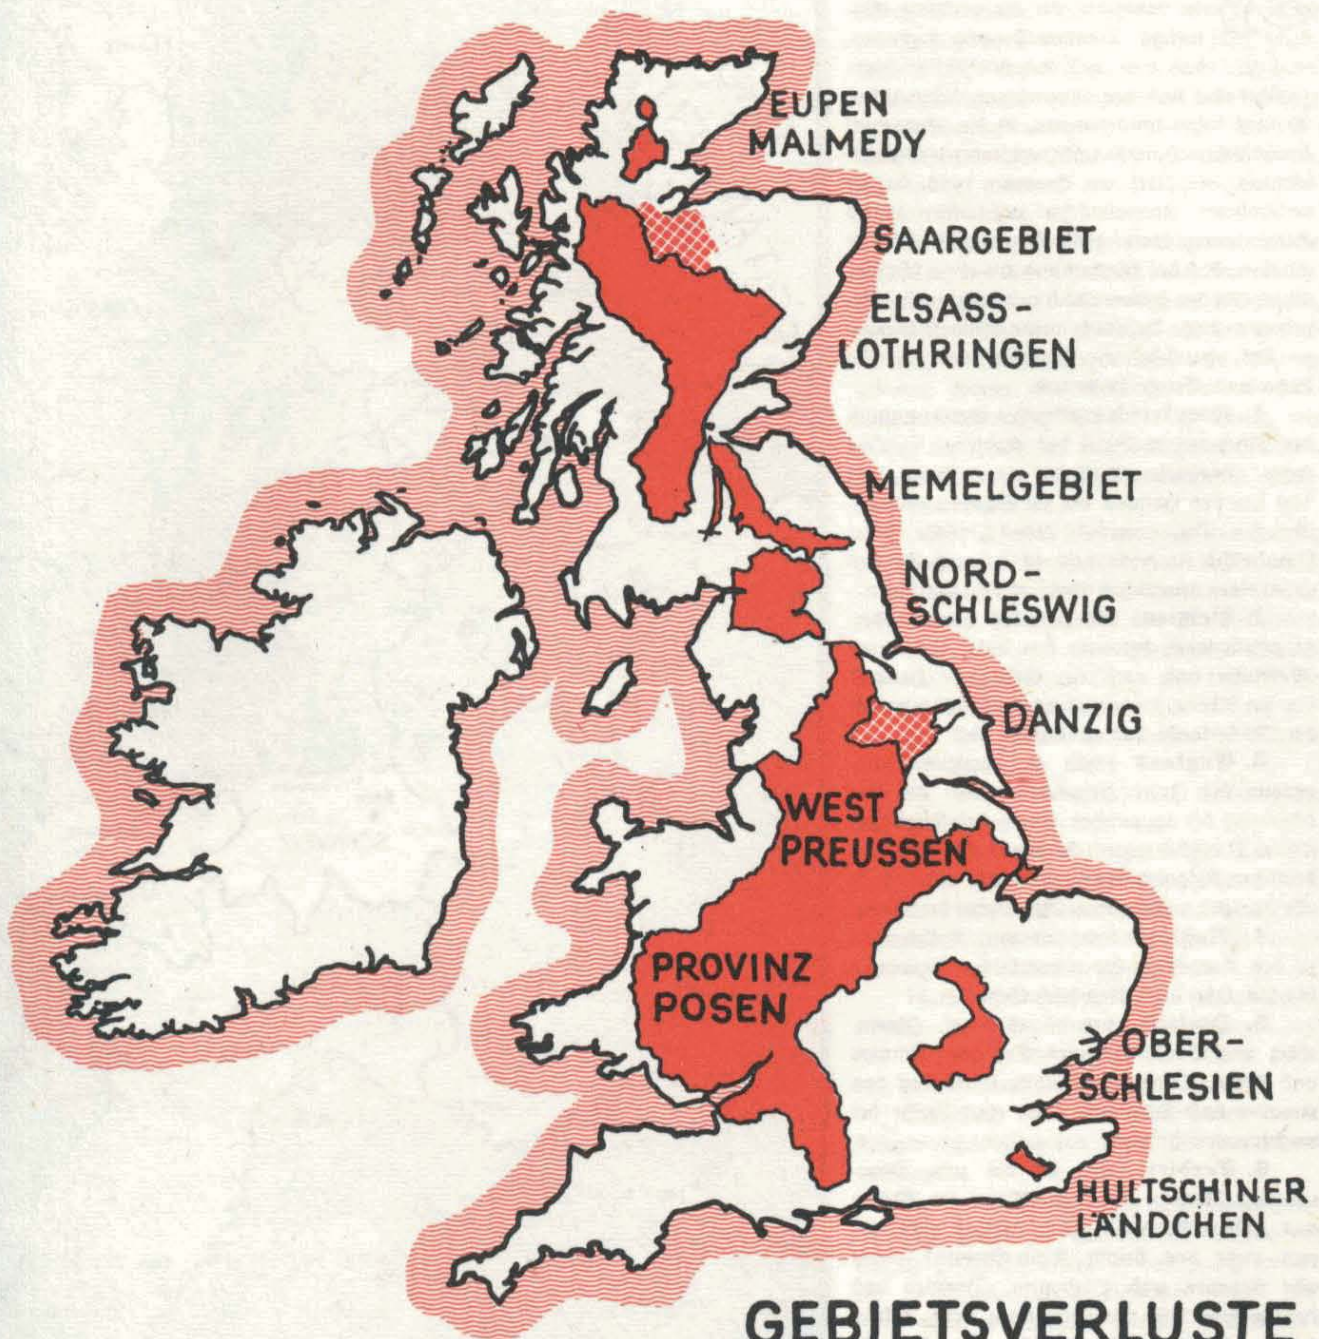 EUPEN
MALMEDY
SAARGEBIET
ELSASS-
LOTHRINGEN
MEMELGEBIET
NORD-
SCHLESWIG
DANZIG
WEST
PREUSSEN
PROVINZ
POSEN
OBER-
SCHLESIEN
HULTSCHINER
LÄNDCHEN
GEBIETSVERLUSTE